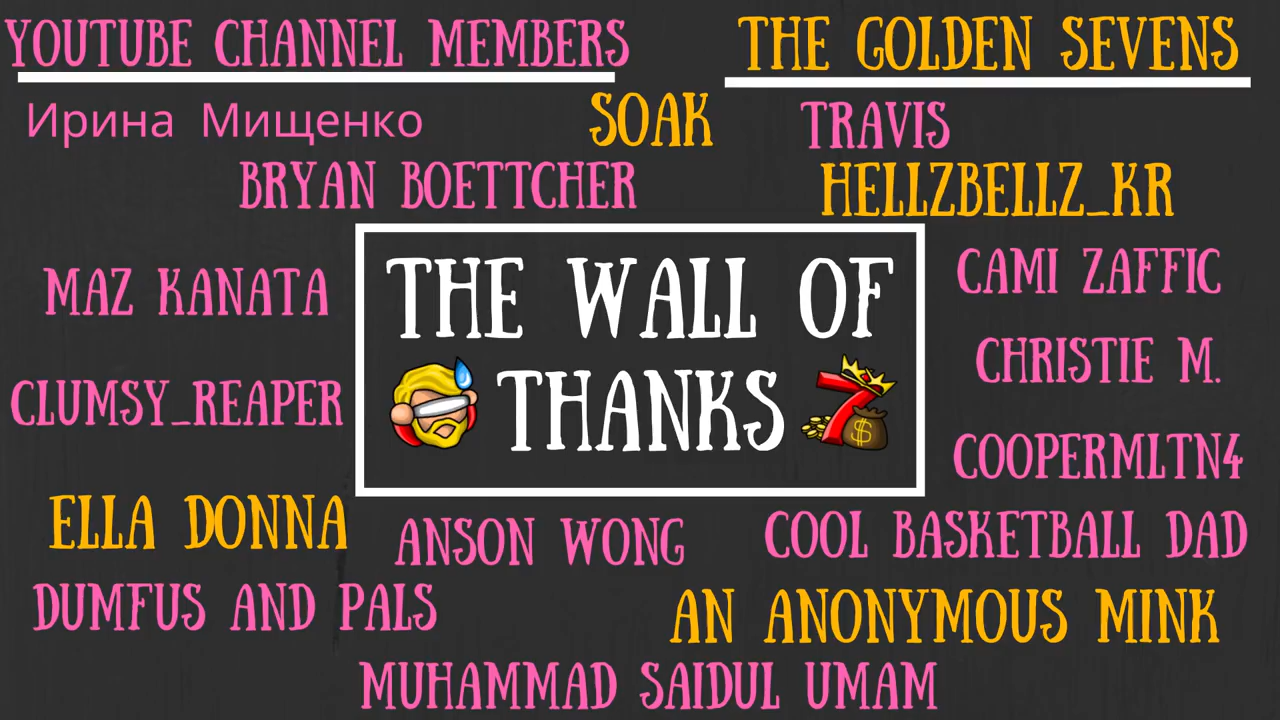 YOUTUBE CHANNEL MEMBERS
THE GOLDEN SEVENS
Ирина Мищенко
SOAK
TRAVIS
BRYAN BOETTCHER
HELLZBELLZ_KR
THE WALL OF
THANKS
7
$
MAZ KANATA
CAMI ZAFFIC
CHRISTIE M.
CLUMSY_REAPER
COOPERMLTN4
ELLA DONNA
ANSON WONG
COOL BASKETBALL DAD
DUMFUS AND PALS
AN ANONYMOUS MINK
MUHAMMAD SAIDUL UMAM